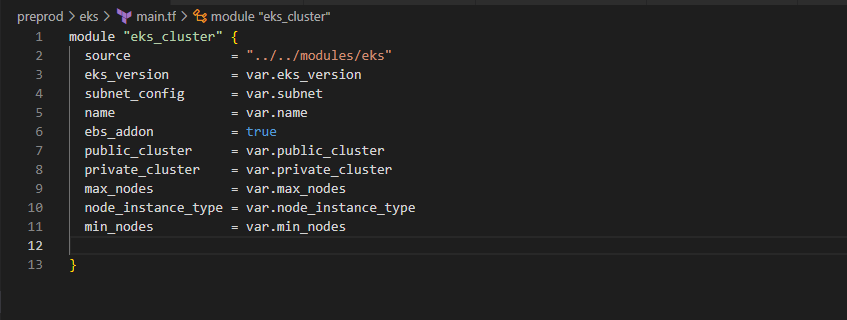 preprod > eks > main.tf > module "eks_cluster"
1 module "eks_cluster" {
2 source = "../../modules/eks"
3 eks_version = var.eks_version
4 subnet_config = var.subnet
5 name = var.name
6 ebs_addon = true
7 public_cluster = var.public_cluster
8 private_cluster = var.private_cluster
9 max_nodes = var.max_nodes
10 node_instance_type = var.node_instance_type
11 min_nodes = var.min_nodes
12
13 }